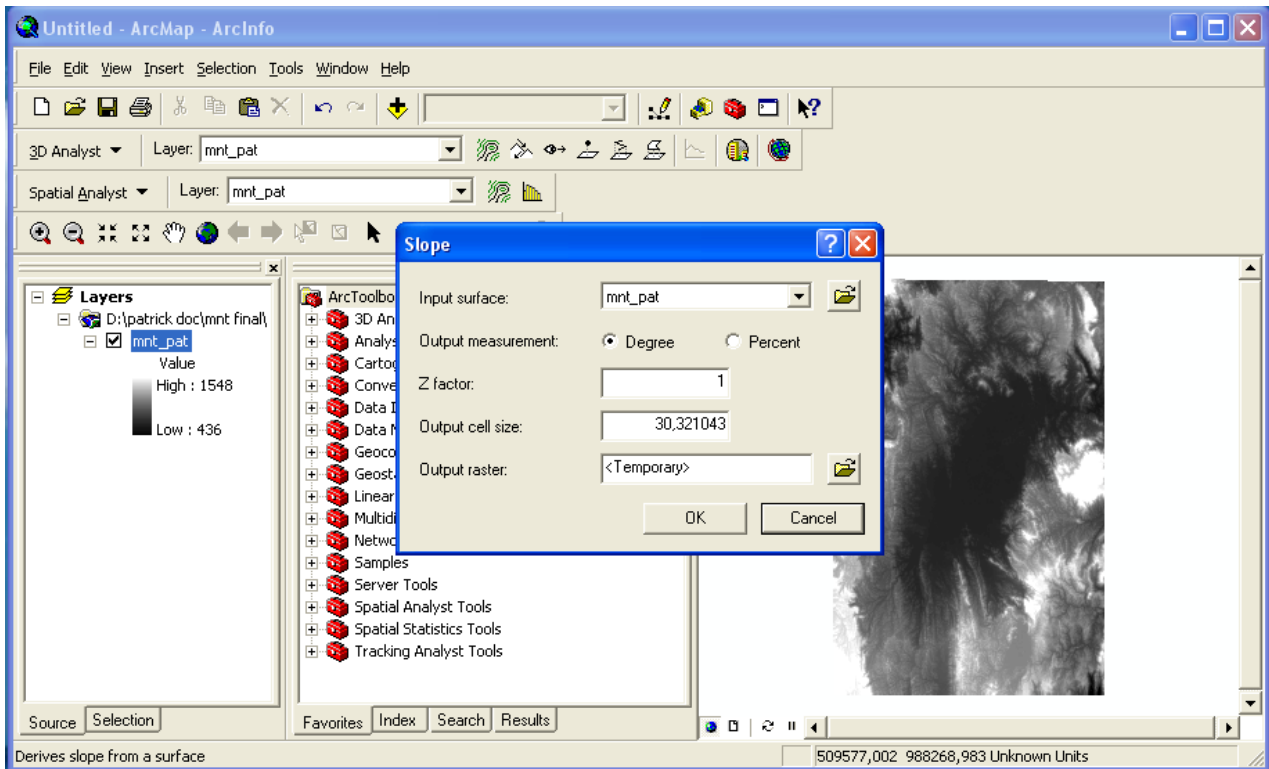 Untitled - ArcMap - ArcInfo
File Edit View Insert Selection Tools Window Help
3D Analyst Layer: mnt_pat
Spatial Analyst Layer: mnt_pat
Slope
Input surface: mnt_pat
Output measurement: Degree Percent
Z factor: 1
Output cell size: 30,321043
Output raster: <Temporary>
OK Cancel
Layers
D:\patrick doc\mnt final\
mnt_pat
Value
High : 1548
Low : 436
ArcToolbo
3D An
Analys
Cartog
Conve
Data I
Data M
Geoco
Geost
Linear
Multidi
Netwo
Samples
Server Tools
Spatial Analyst Tools
Spatial Statistics Tools
Tracking Analyst Tools
Source Selection
Favorites Index Search Results
Derives slope from a surface
509577,002 988268,983 Unknown Units